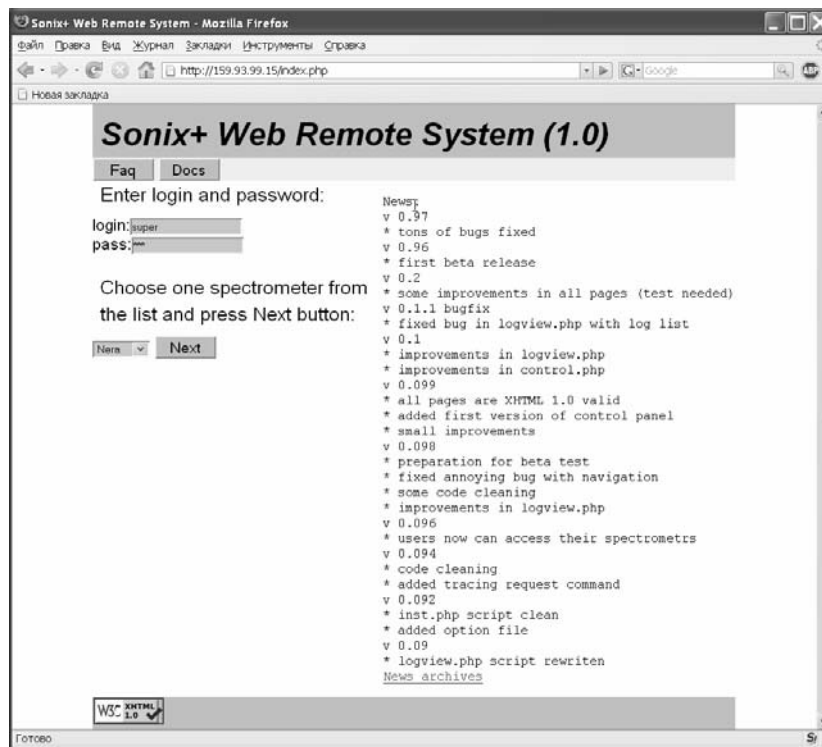 Sonix+ Web Remote System - Mozilla Firefox
Файл Правка Вид Журнал Закладки Инструменты Справка
http://159.93.99.15/index.php
G Google
ABP
Новая закладка
Sonix+ Web Remote System (1.0)
Faq Docs
Enter login and password:
login: super
pass: ***
Choose one spectrometer from
the list and press Next button:
Nera Next
News:
v 0.97
* tons of bugs fixed
v 0.96
* first beta release
v 0.2
* some improvements in all pages (test needed)
v 0.1.1 bugfix
* fixed bug in logview.php with log list
v 0.1
* improvements in logview.php
* improvements in control.php
v 0.099
* all pages are XHTML 1.0 valid
* added first version of control panel
* small improvements
v 0.098
* preparation for beta test
* fixed annoying bug with navigation
* some code cleaning
* improvements in logview.php
v 0.096
* users now can access their spectrometrs
v 0.094
* code cleaning
* added tracing request command
v 0.092
* inst.php script clean
* added option file
v 0.09
* logview.php script rewriten
News archives
W3C XHTML 1.0
Готово